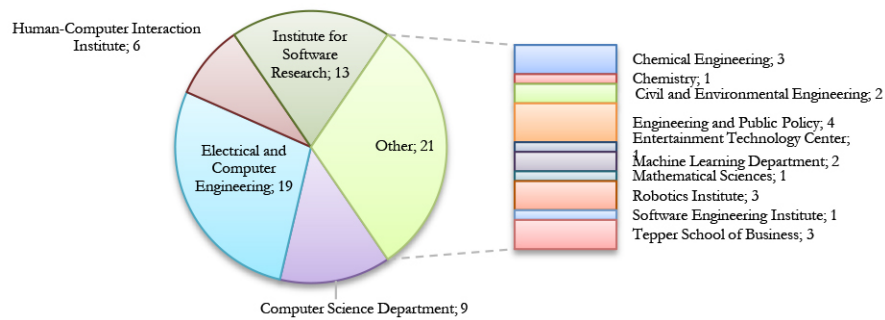 Human-Computer Interaction
Institute; 6
Institute for
Software
Research; 13
Other; 21
Electrical and
Computer
Engineering; 19
Computer Science Department; 9
Chemical Engineering; 3
Chemistry; 1
Civil and Environmental Engineering; 2
Engineering and Public Policy; 4
Entertainment Technology Center;
1
Machine Learning Department; 2
Mathematical Sciences; 1
Robotics Institute; 3
Software Engineering Institute; 1
Tepper School of Business; 3